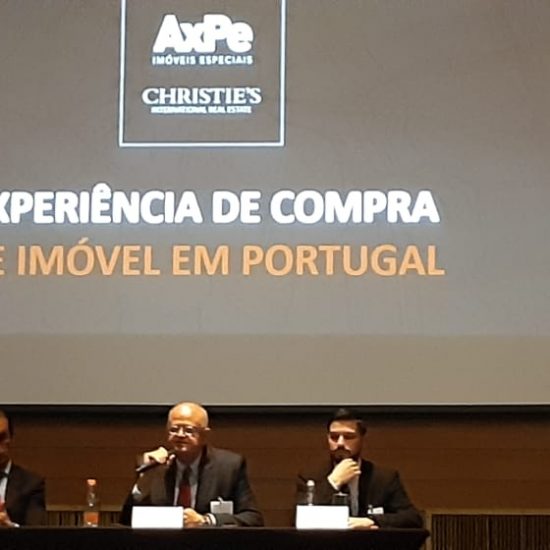 AxPe
IMÓVEIS ESPECIAIS
CHRISTIE'S
INTERNATIONAL REAL ESTATE
XPERIÊNCIA DE COMPRA
E IMÓVEL EM PORTUGAL